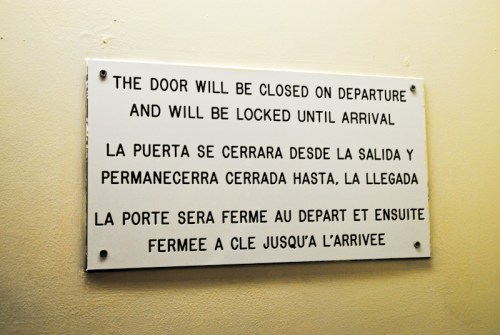 THE DOOR WILL BE CLOSED ON DEPARTURE
AND WILL BE LOCKED UNTIL ARRIVAL
LA PUERTA SE CERRARA DESDE LA SALIDA Y
PERMANECERRA CERRADA HASTA, LA LLEGADA
LA PORTE SERA FERME AU DEPART ET ENSUITE
FERMEE A CLE JUSQU'A L'ARRIVEE